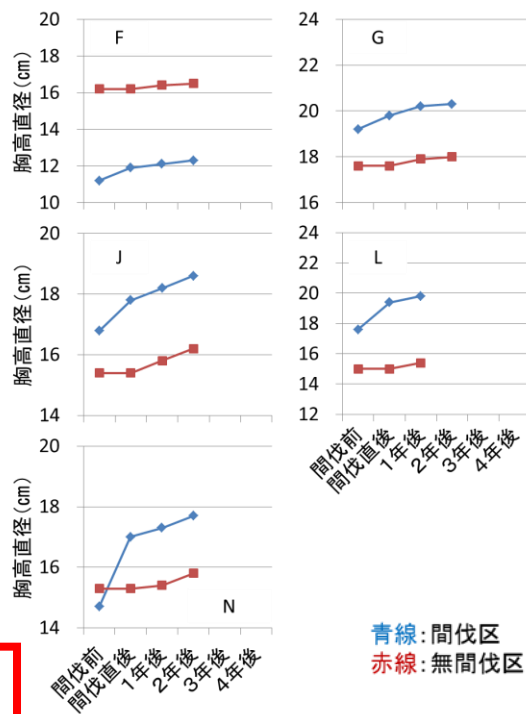 F
20
18
16
14
12
10
胸高直径(cm)
G
24
22
20
18
16
J
20
18
16
14
胸高直径(cm)
L
24
22
20
18
16
14
12
間伐前
間伐直後
1年後
2年後
3年後
4年後
N
20
18
16
14
胸高直径(cm)
間伐前
間伐直後
1年後
2年後
3年後
4年後
青線:間伐区
赤線:無間伐区